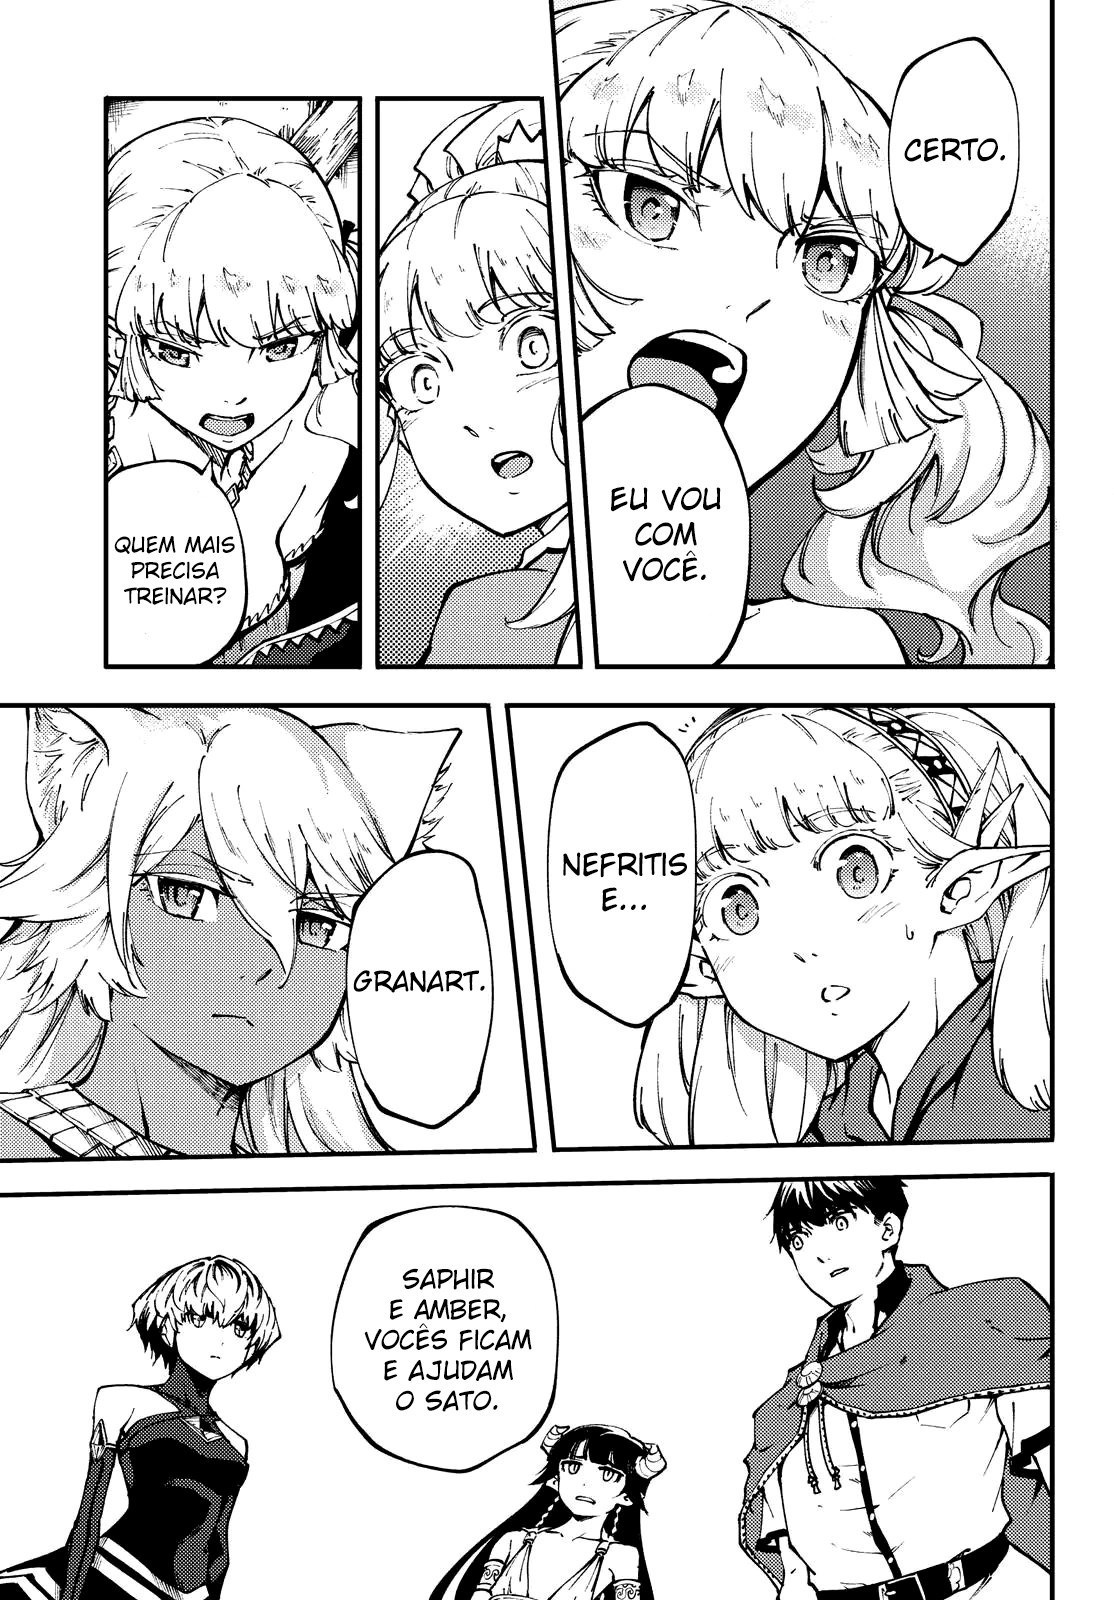 CERTO.
EU VOU
COM
VOCÊ.
QUEM MAIS
PRECISA
TREINAR?
NEFRITIS
E...
GRANART.
SAPHIR
E AMBER,
VOCÊS FICAM
E AJUDAM
O SATO.